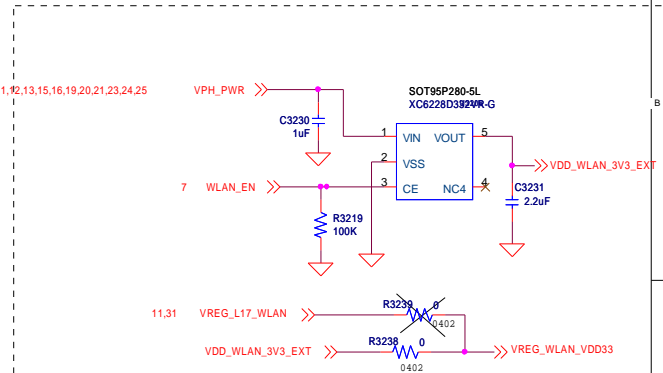 1,12,13,15,16,19,20,21,23,24,25
VPH_PWR
SOT95P280-5L
C3230
1uF
1
VIN
VOUT
5
2
VSS
VDD_WLAN_3V3_EXT
7
WLAN_EN
3
CE
NC4
4
C3231
2.2uF
R3219
100K
B
11,31
VREG_L17_WLAN
R3239
0
0402
VDD_WLAN_3V3_EXT
R3238
0
0402
VREG_WLAN_VDD33